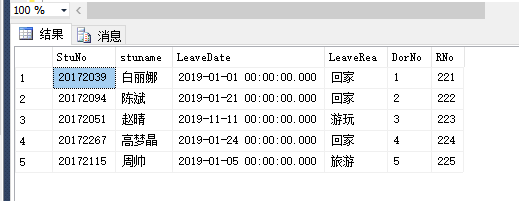 100 %
结果 消息
StuNo stuname LeaveDate LeaveRea DorNo RNo
1 20172039 白丽娜 2019-01-01 00:00:00.000 回家 1 221
2 20172094 陈斌 2019-01-21 00:00:00.000 回家 2 222
3 20172051 赵晴 2019-11-11 00:00:00.000 游玩 3 223
4 20172267 高梦晶 2019-01-24 00:00:00.000 回家 4 224
5 20172115 周帅 2019-01-05 00:00:00.000 旅游 5 225